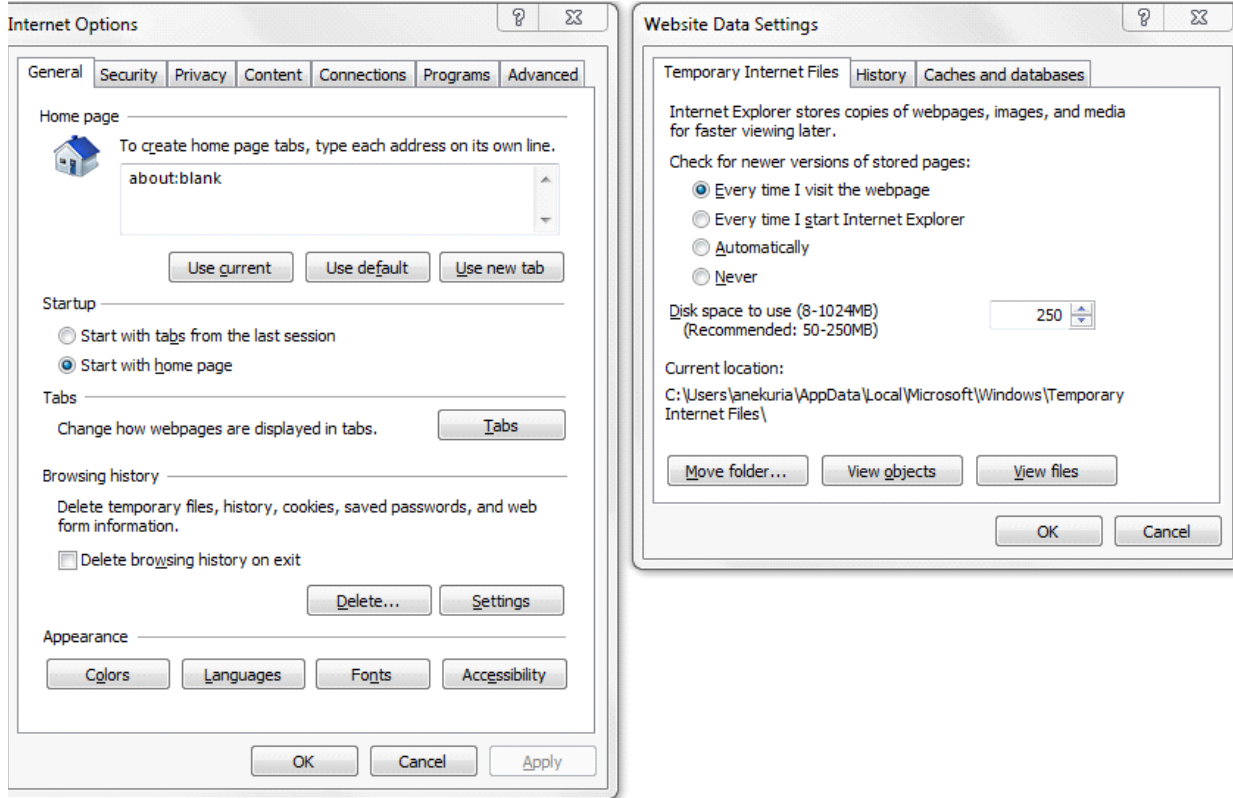 Internet Options
General Security Privacy Content Connections Programs Advanced
Home page
To create home page tabs, type each address on its own line.
about:blank
Use current Use default Use new tab
Startup
Start with tabs from the last session
Start with home page
Tabs
Change how webpages are displayed in tabs. Tabs
Browsing history
Delete temporary files, history, cookies, saved passwords, and web
form information.
Delete browsing history on exit
Delete... Settings
Appearance
Colors Languages Fonts Accessibility
OK Cancel Apply
Website Data Settings
Temporary Internet Files History Caches and databases
Internet Explorer stores copies of webpages, images, and media
for faster viewing later.
Check for newer versions of stored pages:
Every time I visit the webpage
Every time I start Internet Explorer
Automatically
Never
Disk space to use (8-1024MB) 250
(Recommended: 50-250MB)
Current location:
C:\Users\anekuria\AppData\Local\Microsoft\Windows\Temporary
Internet Files\
Move folder... View objects View files
OK Cancel